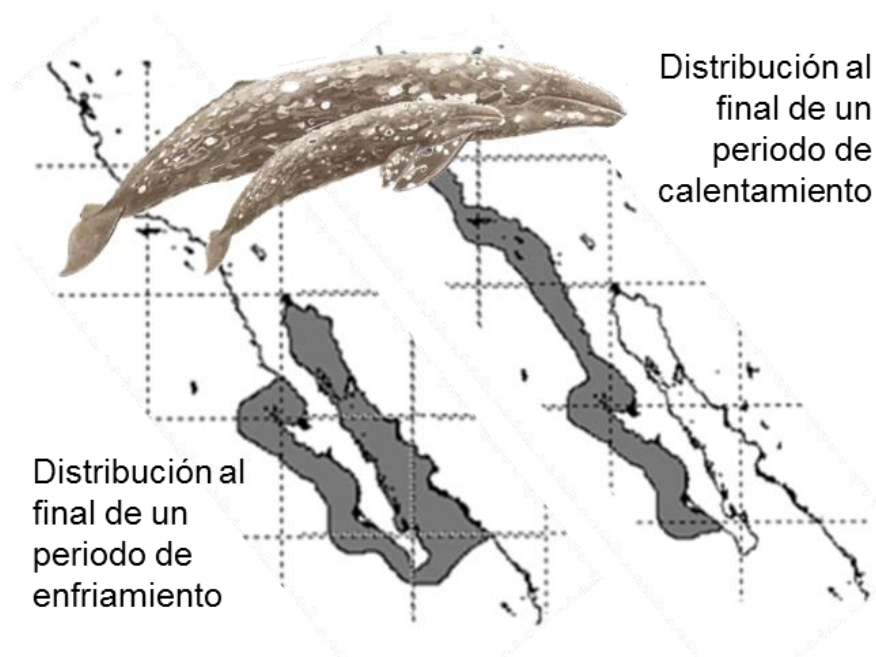 Distribución al
final de un
periodo de
calentamiento
Distribución al
final de un
periodo de
enfriamiento